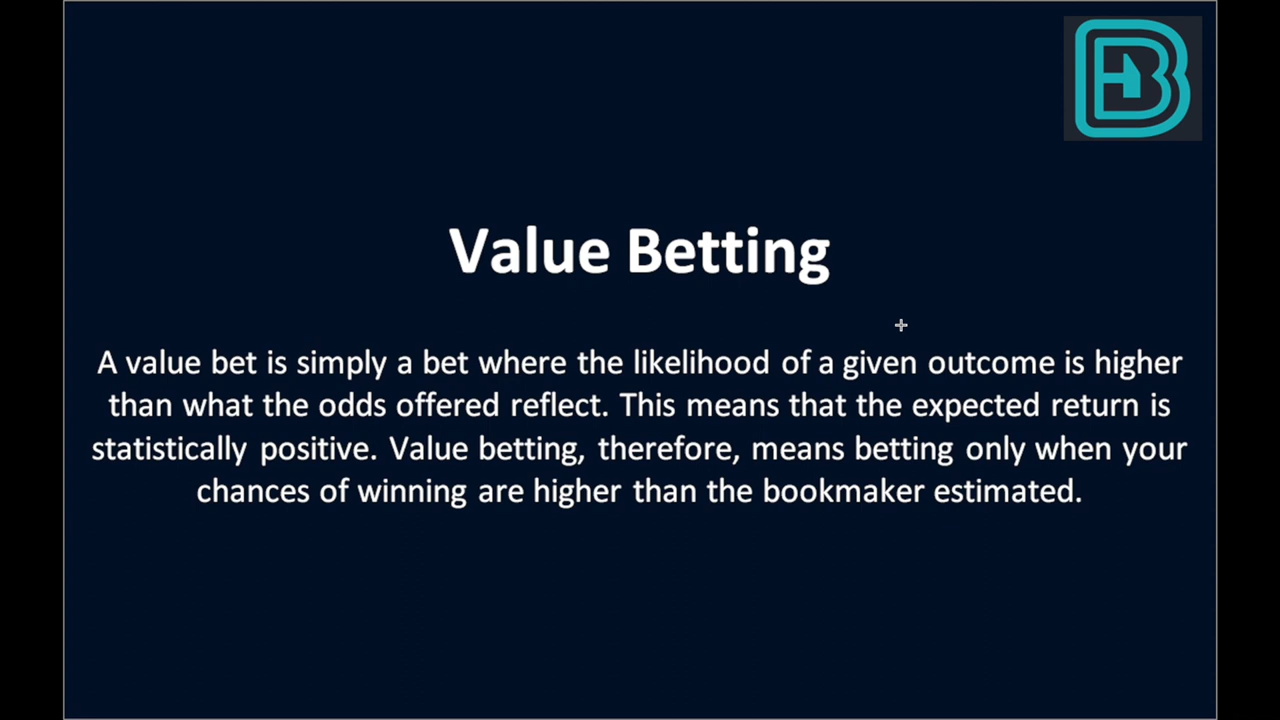 Value Betting
A value bet is simply a bet where the likelihood of a given outcome is higher
than what the odds offered reflect. This means that the expected return is
statistically positive. Value betting, therefore, means betting only when your
chances of winning are higher than the bookmaker estimated.